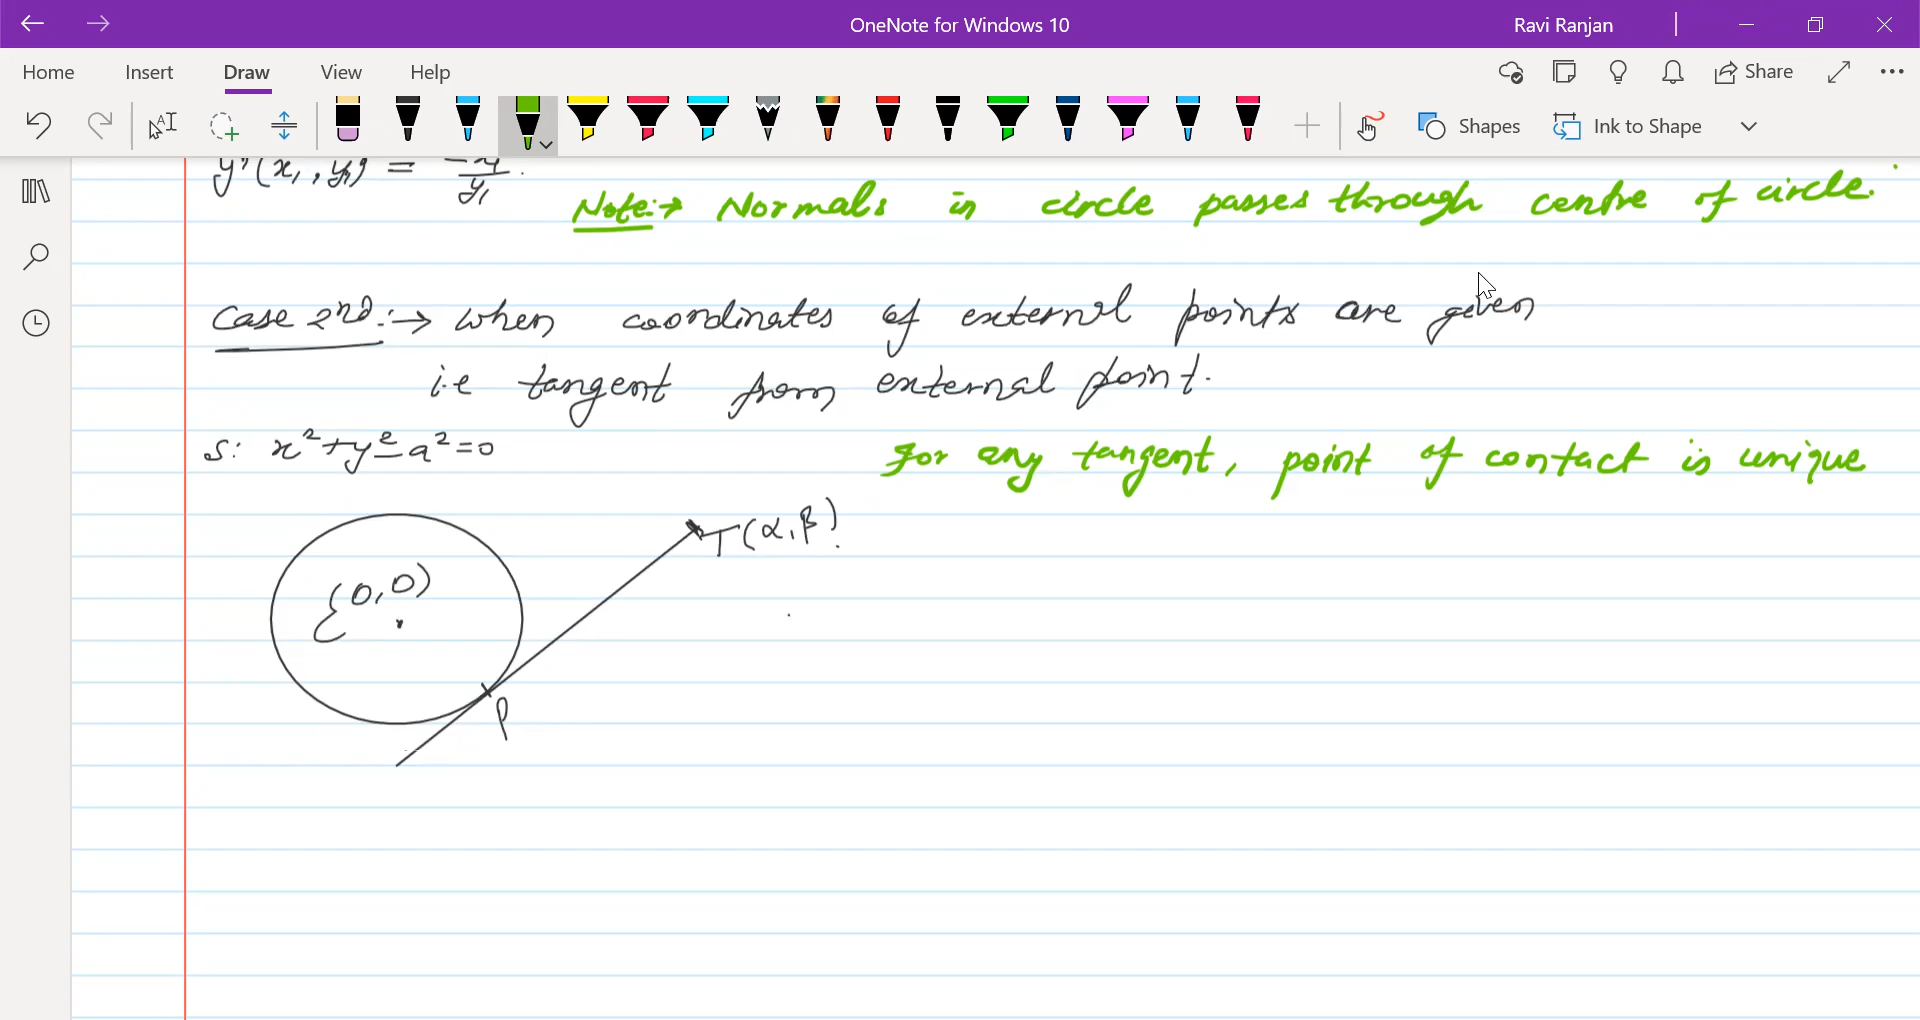 OneNote for Windows 10
Ravi Ranjan
Home Insert Draw View Help
Share
Shapes
Ink to Shape
y'(x₁, y₁) = -x₁/y₁.
Note:→ Normals in circle passes through centre of circle.
Case 2nd:→ When coordinates of external points are given
i.e tangent from external point.
S: x²+y²-a²=0
For any tangent, point of contact is unique
T(α,β)
(0,0)
P